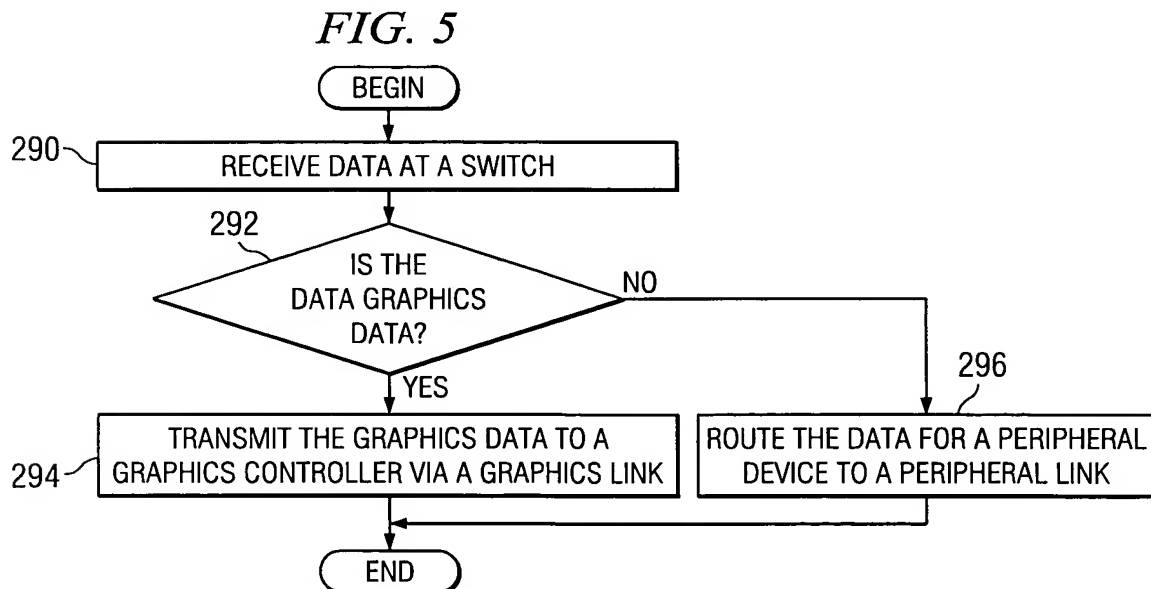 FIG. 5
BEGIN
290
RECEIVE DATA AT A SWITCH
292
IS THE
DATA GRAPHICS
DATA?
NO
YES
296
294
TRANSMIT THE GRAPHICS DATA TO A
GRAPHICS CONTROLLER VIA A GRAPHICS LINK
ROUTE THE DATA FOR A PERIPHERAL
DEVICE TO A PERIPHERAL LINK
END